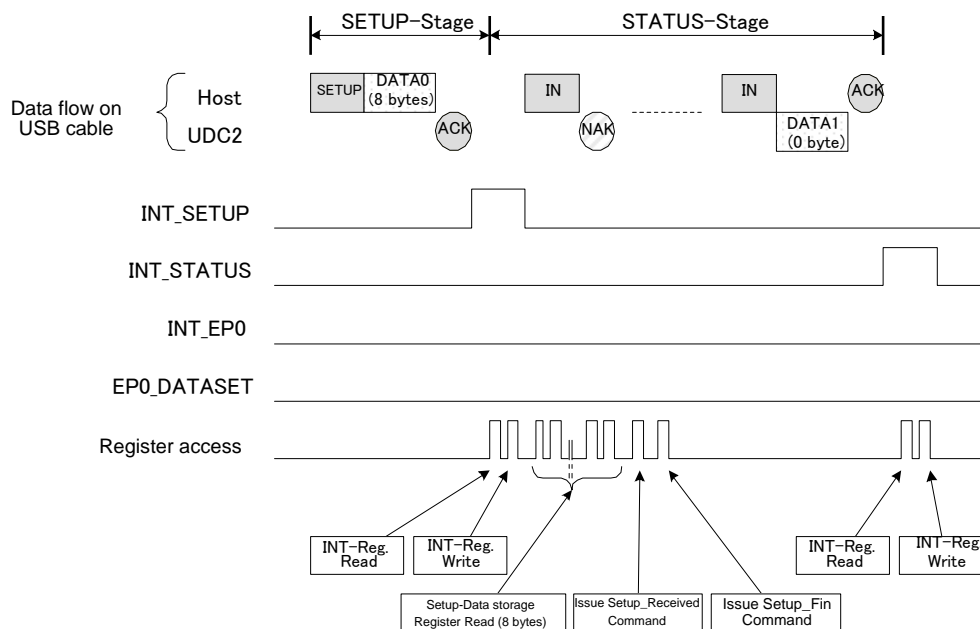 SETUP-Stage
STATUS-Stage
Data flow on
USB cable
Host
UDC2
SETUP
DATA0
(8 bytes)
ACK
IN
NAK
IN
DATA1
(0 byte)
ACK
INT_SETUP
INT_STATUS
INT_EP0
EP0_DATASET
Register access
INT-Reg.
Read
INT-Reg.
Write
INT-Reg.
Read
INT-Reg
Write
Setup-Data storage
Register Read (8 bytes)
Issue Setup_Received
Command
Issue Setup_Fin
Command